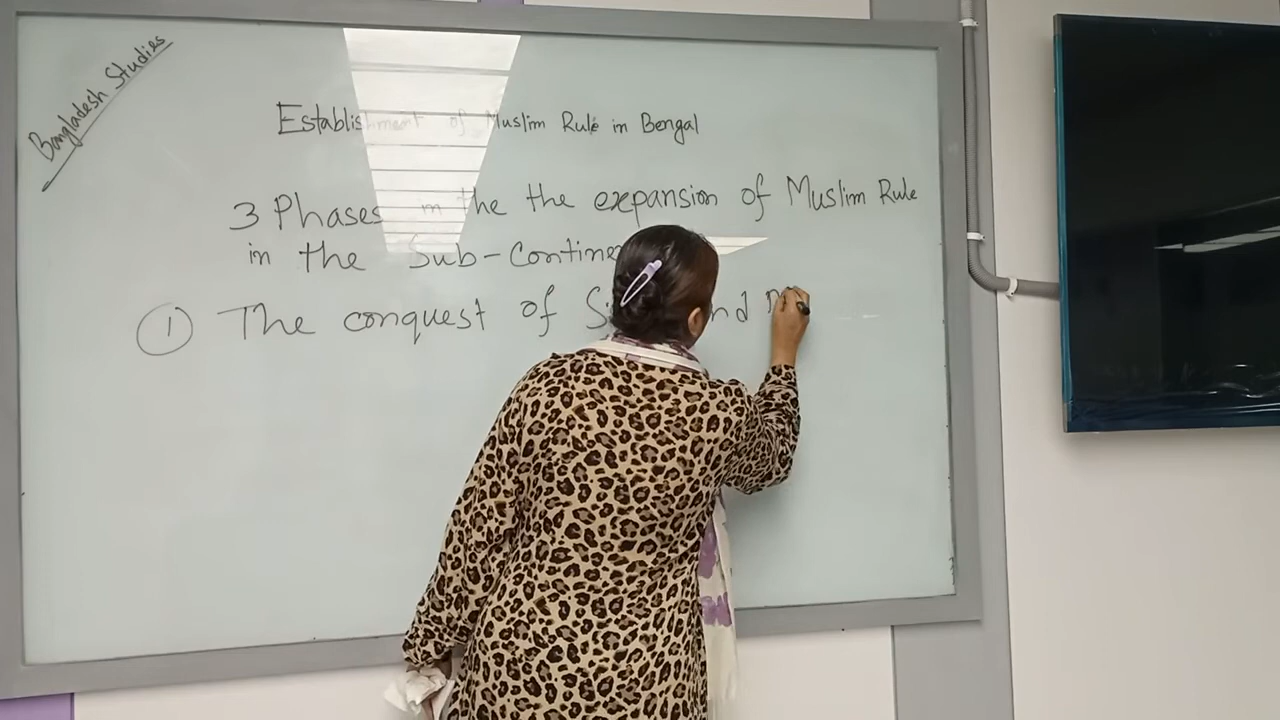 Bangladesh Studies
Establishment of Muslim Rule in Bengal
3 Phases in the the expansion of Muslim Rule
in the Sub-Contine
1 The conquest of